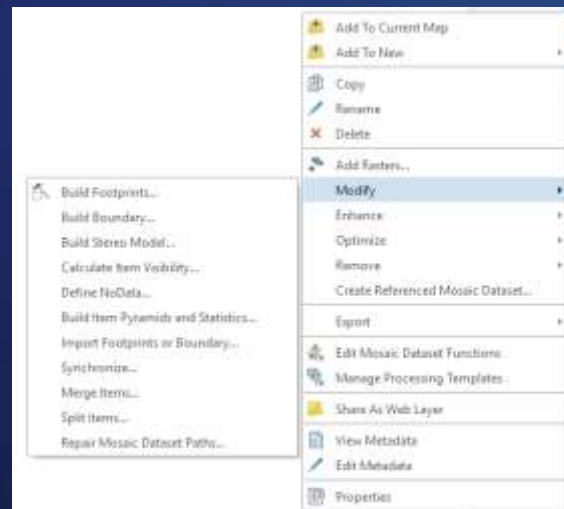 Add To Current Map
Add To New
Copy
Rename
Delete
Add Rasters...
Modify
Enhance
Optimize
Remove
Create Referenced Mosaic Dataset...
Export
Edit Mosaic Dataset Functions
Manage Processing Templates
Share As Web Layer
View Metadata
Edit Metadata
Properties
Build Footprints...
Build Boundary...
Build Stereo Model...
Calculate Item Visibility...
Define NoData...
Build Item Pyramids and Statistics...
Import Footprints or Boundary...
Synchronize...
Merge Items...
Split Items...
Repair Mosaic Dataset Paths...